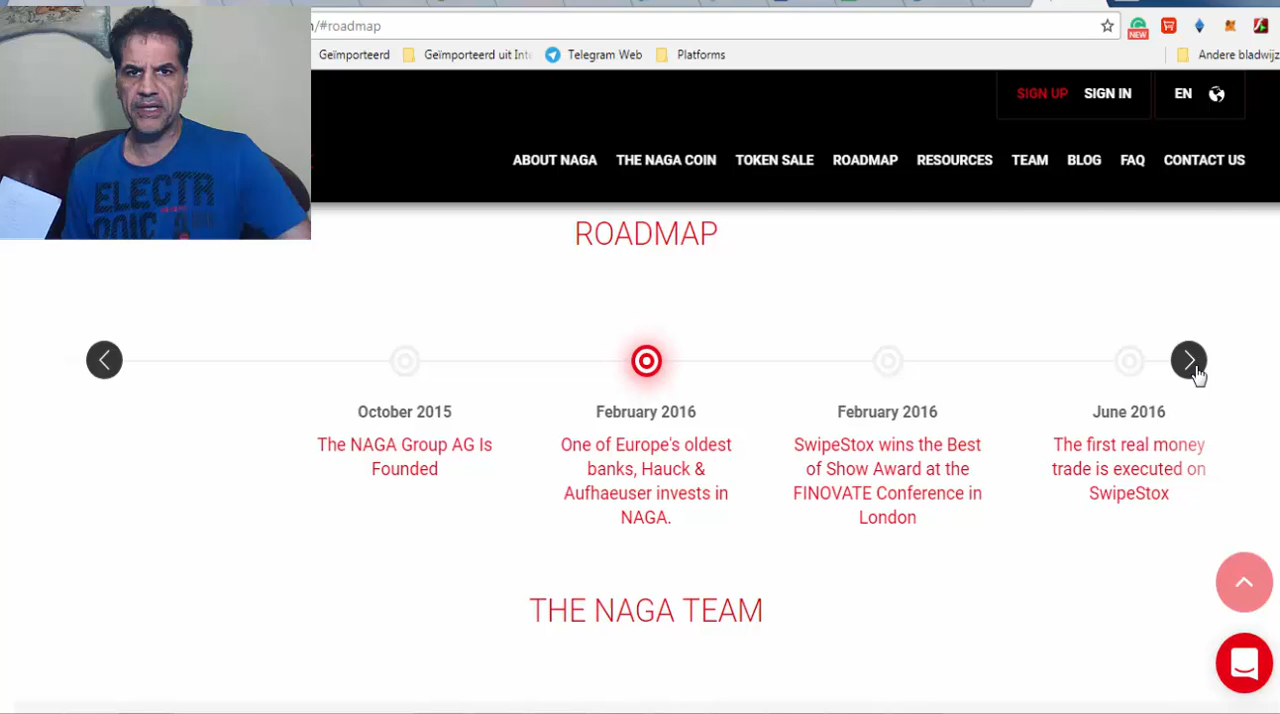 /#roadmap
NEW
Geïmporteerd
Geïmporteerd uit Inte
Telegram Web
Platforms
Andere bladwijz
SIGN UP
SIGN IN
EN
ABOUT NAGA
THE NAGA COIN
TOKEN SALE
ROADMAP
RESOURCES
TEAM
BLOG
FAQ
CONTACT US
ELECTR
ONIC
ROADMAP
October 2015
The NAGA Group AG Is
Founded
February 2016
One of Europe's oldest
banks, Hauck &
Aufhaeuser invests in
NAGA.
February 2016
SwipeStox wins the Best
of Show Award at the
FINOVATE Conference in
London
June 2016
The first real money
trade is executed on
SwipeStox
THE NAGA TEAM